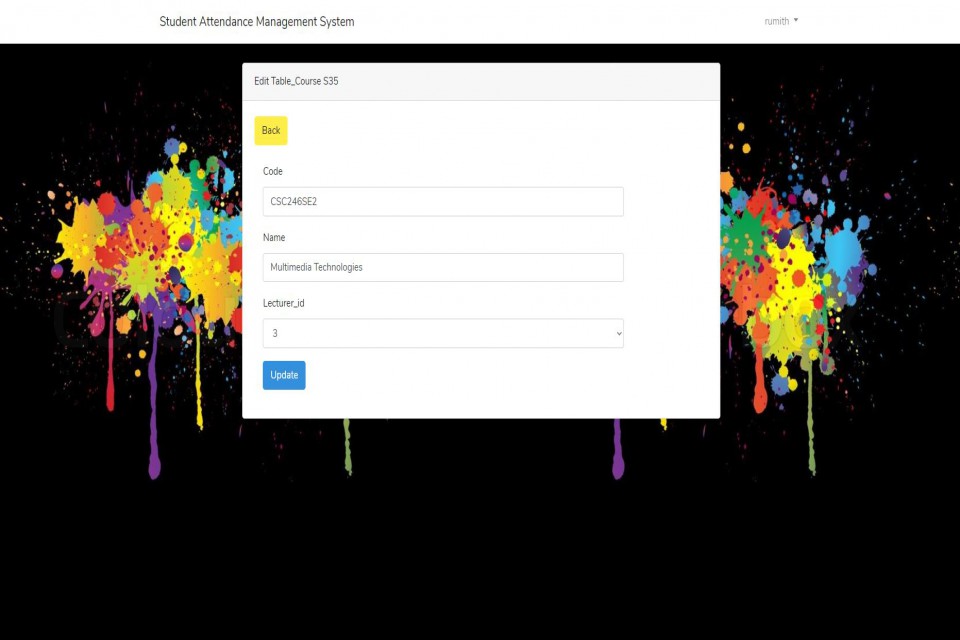 Student Attendance Management System
rumith
Edit Table_Course S35
Back
Code
CSC246SE2
Name
Multimedia Technologies
Lecturer_id
3
Update